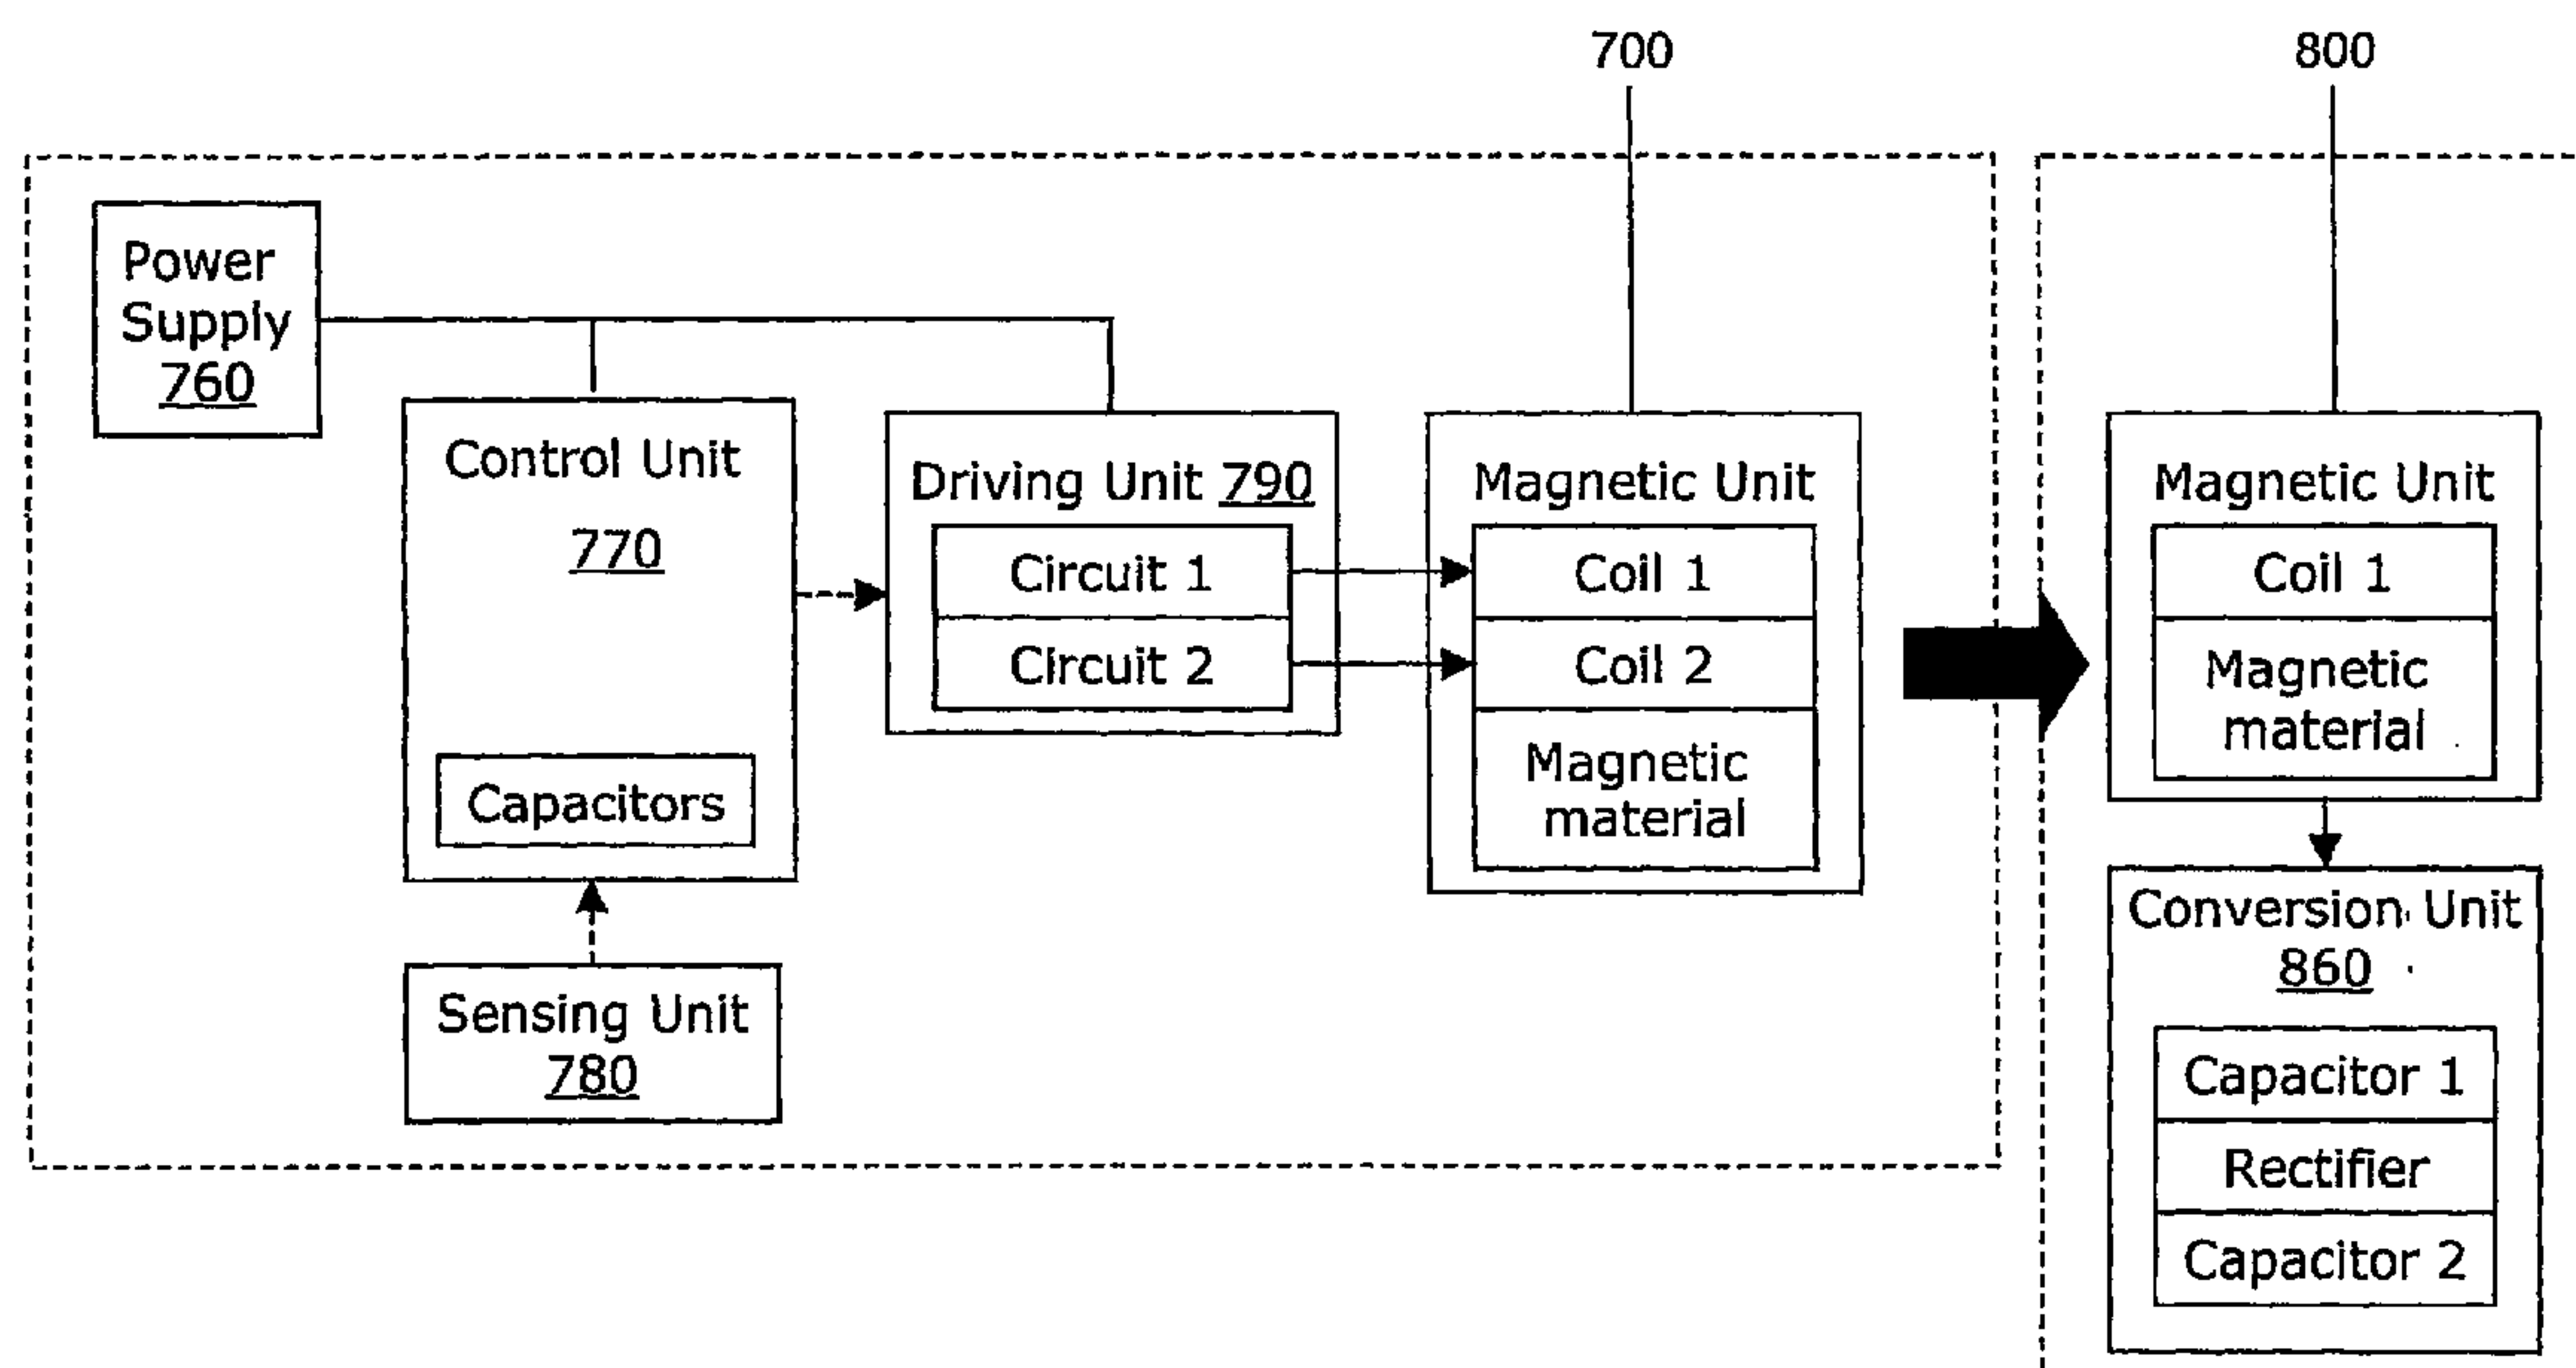 700
800
Power
Supply
760
Control Unit
770
Capacitors
Sensing Unit
780
Driving Unit 790
Circuit 1
Circuit 2
Magnetic Unit
Coil 1
Coil 2
Magnetic
material
Magnetic Unit
Coil 1
Magnetic
material
Conversion Unit
860
Capacitor 1
Rectifier
Capacitor 2